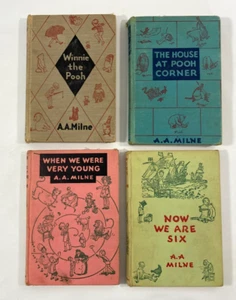 Winnie
the
Pooh
A.A.Milne
THE HOUSE
AT POOH
CORNER
A.A. MILNE
WHEN WE WERE
VERY YOUNG
A.A. MILNE
NOW
WE ARE
SIX
A.A
MILNE